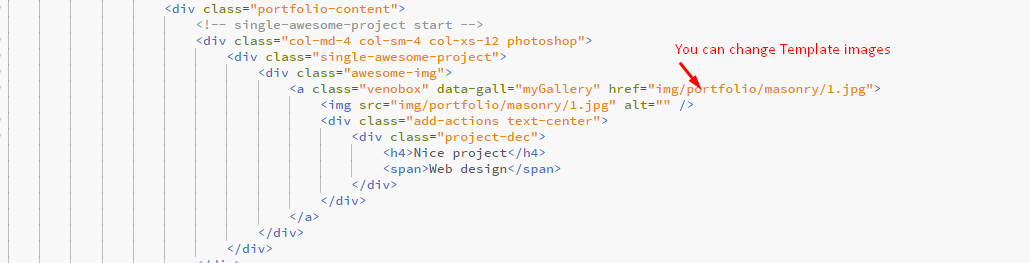 <div class="portfolio-content">
<!-- single-awesome-project start -->
<div class="col-md-4 col-sm-4 col-xs-12 photoshop">
You can change Template images
<div class="single-awesome-project">
<div class="awesome-img">
<a class="venobox" data-gall="myGallery" href="img/portfolio/masonry/1.jpg">
<img src="img/portfolio/masonry/1.jpg" alt="" />
<div class="add-actions text-center">
<div class="project-dec">
<h4>Nice project</h4>
<span>Web design</span>
</div>
</div>
</a>
</div>
</div>